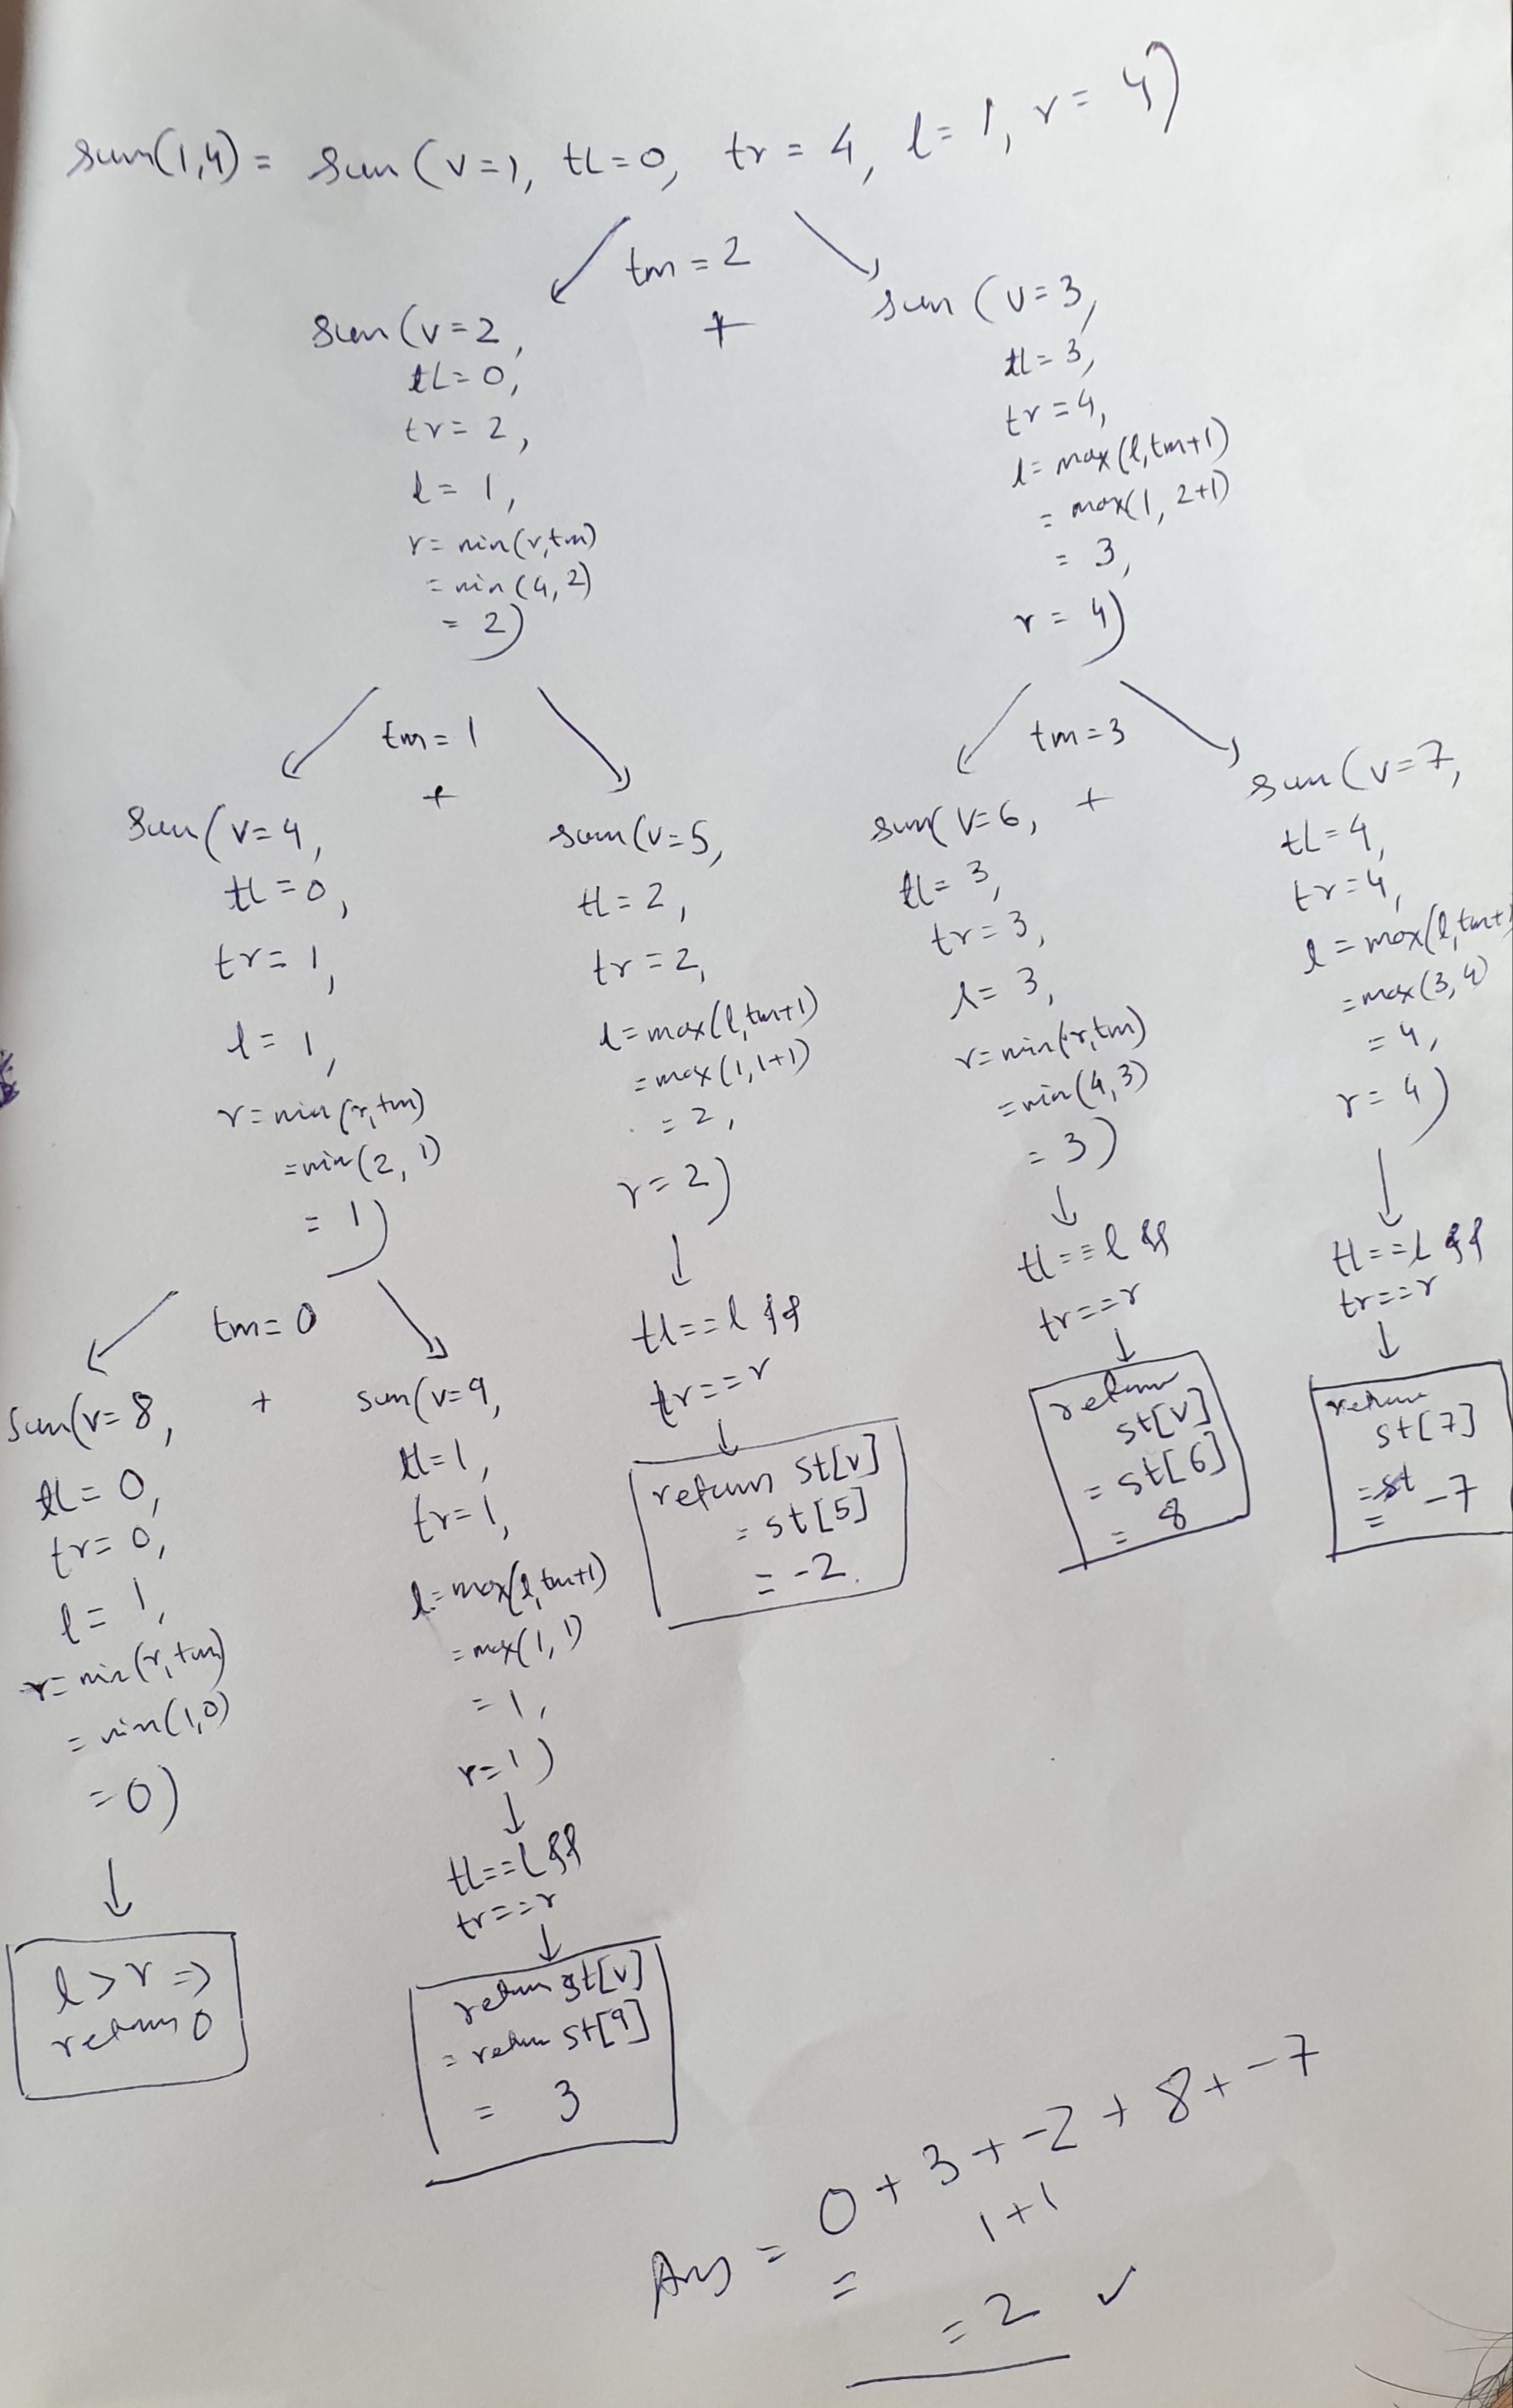 sum(1,4) = sum (v=1, tl=0, tr = 4, l= 1, r = 4)
tm = 2
+
sum (v=2,
tl=0,
tr= 2,
l= 1,
r= min(r,tm)
= min (4, 2)
= 2)
sum (v=3,
tl=3,
tr=4,
l= max(l,tm+1)
= max(1, 2+1)
= 3,
r = 4)
tm= 1
+
tm=3
+
sum(v=4,
tl=0,
tr= 1,
l= 1,
r= min(r,tm)
=min(2, 1)
= 1)
sum(v=5,
tl=2,
tr=2,
l=max(l,tm+1)
=max(1,1+1)
=2,
r=2)
tl==l &&
tr==r
return st[v]
= st[5]
= -2.
sum(v=6,
tl= 3,
tr= 3,
l= 3,
r=min(r,tm)
=min(4,3)
= 3)
tl==l &&
tr==r
return
st[v]
= st[6]
= 8
sum(v=7,
tl=4,
tr=4,
l=max(l,tm+1
=max(3,4)
=4,
r=4)
tl==l &&
tr==r
return
st[7]
=st
= -7
tm=0
+
sum(v=8,
tl= 0,
tr= 0,
l= 1,
r= min(r,tm)
= min(1,0)
=0)
l>r =>
return 0
sum(v=9,
tl=1,
tr=1,
l=max(l,tm+1)
=max(1,1)
=1,
r=1)
tl==l &&
tr==r
return st[v]
= return st[9]
= 3
Ans = 0+3+-2+8+-7
= 1+1
= 2 ✓